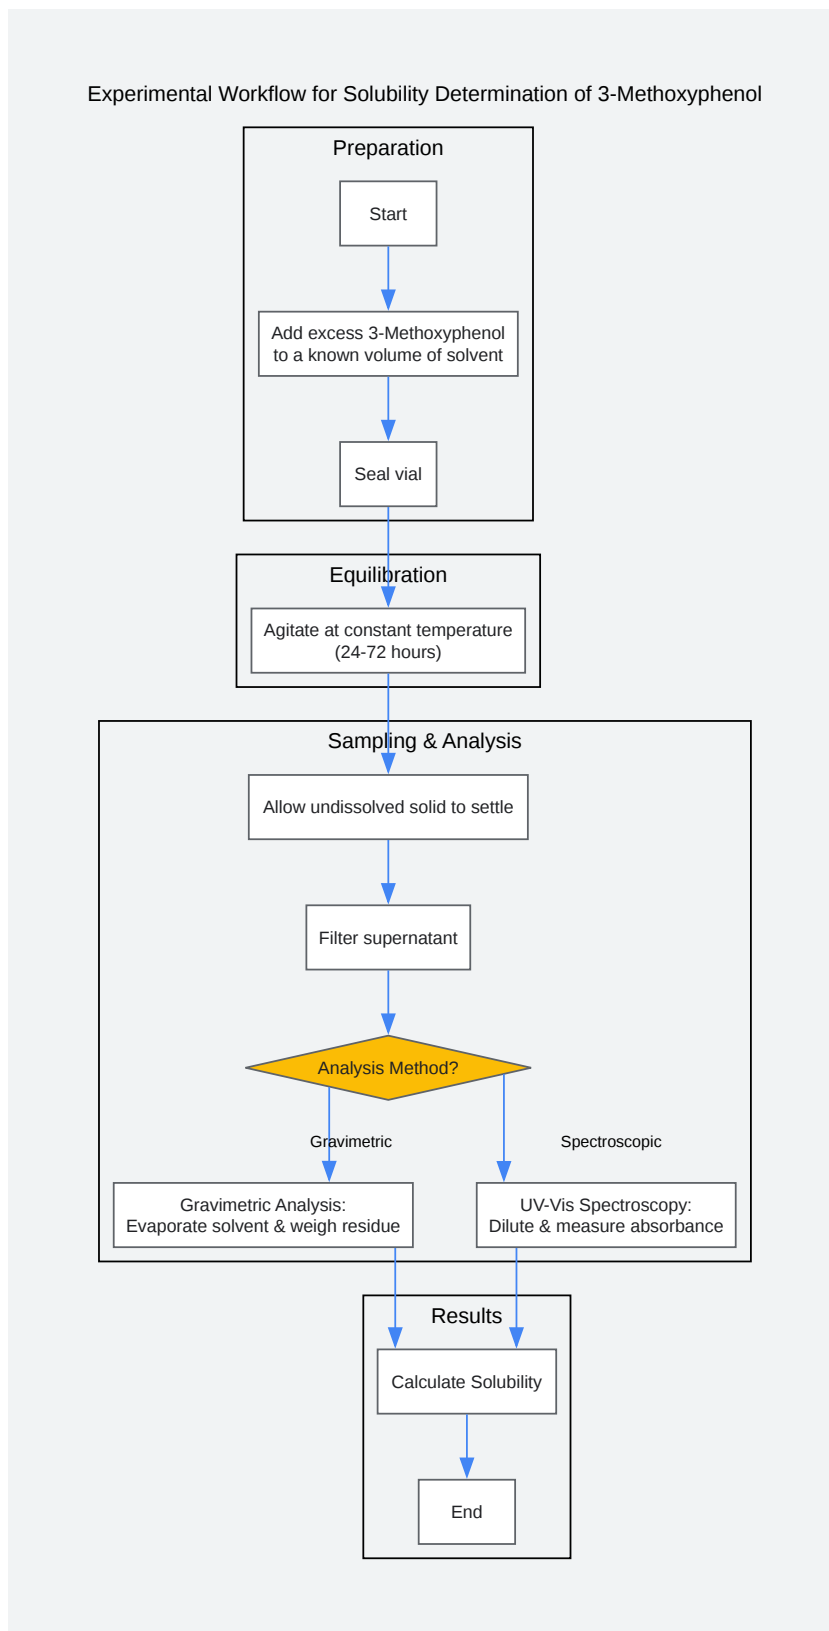 Experimental Workflow for Solubility Determination of 3-Methoxyphenol
Preparation
Start
Add excess 3-Methoxyphenol
to a known volume of solvent
Seal vial
Equilibration
Agitate at constant temperature
(24-72 hours)
Sampling & Analysis
Allow undissolved solid to settle
Filter supernatant
Analysis Method?
Gravimetric
Spectroscopic
Gravimetric Analysis:
Evaporate solvent & weigh residue
UV-Vis Spectroscopy:
Dilute & measure absorbance
Results
Calculate Solubility
End